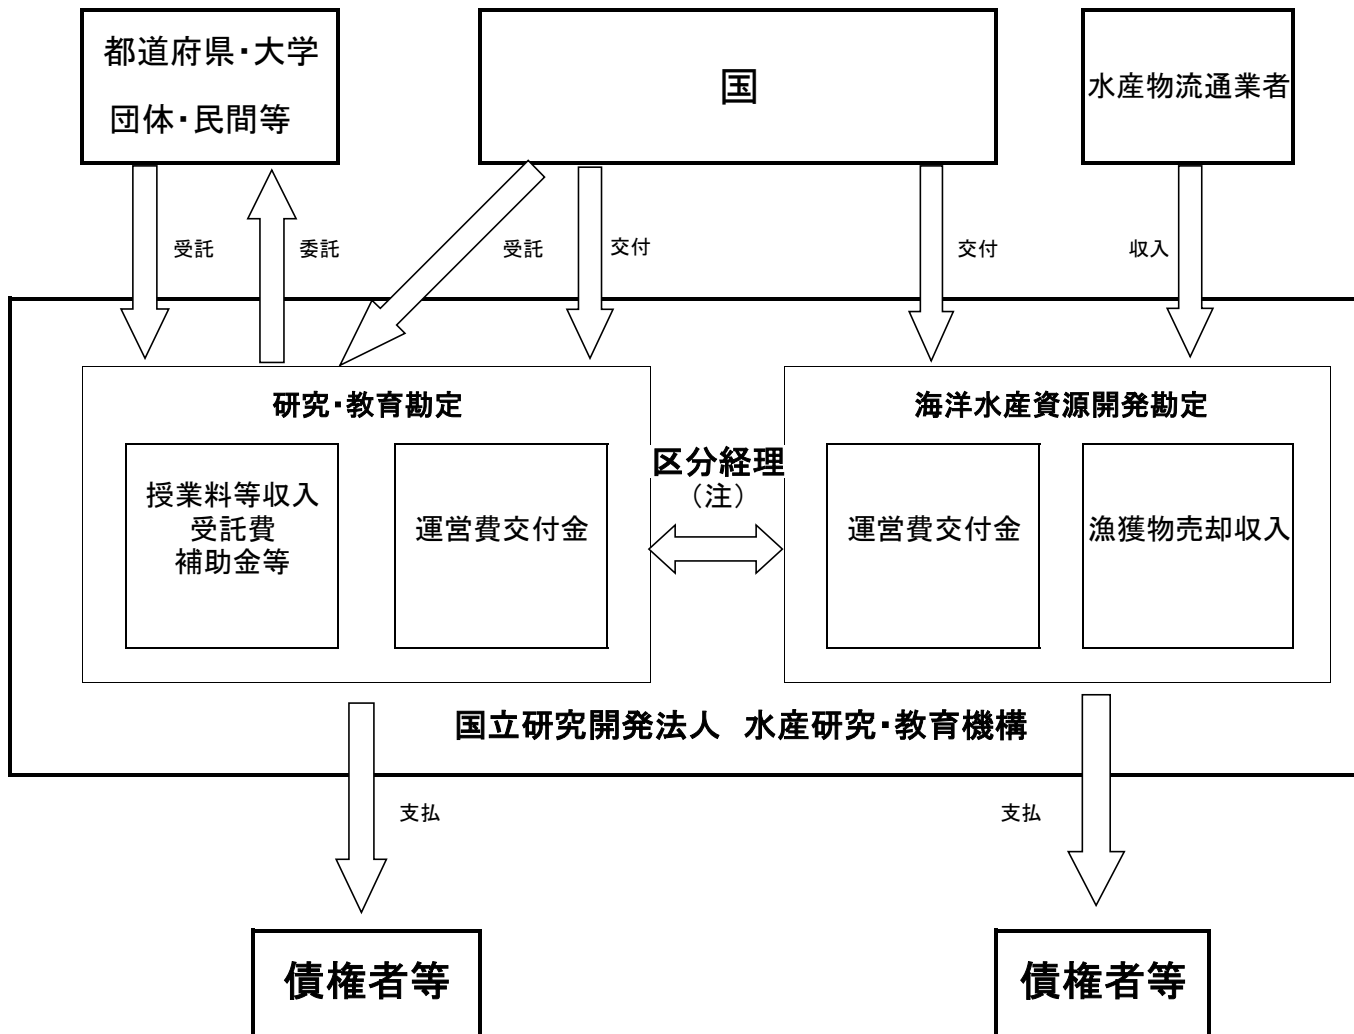 都道府県・大学
団体・民間等
国
水産物流通業者
受託
委託
受託
交付
交付
収入
研究・教育勘定
海洋水産資源開発勘定
授業料等収入
受託費
補助金等
運営費交付金
区分経理
（注）
運営費交付金
漁獲物売却収入
国立研究開発法人　水産研究・教育機構
支払
支払
債権者等
債権者等